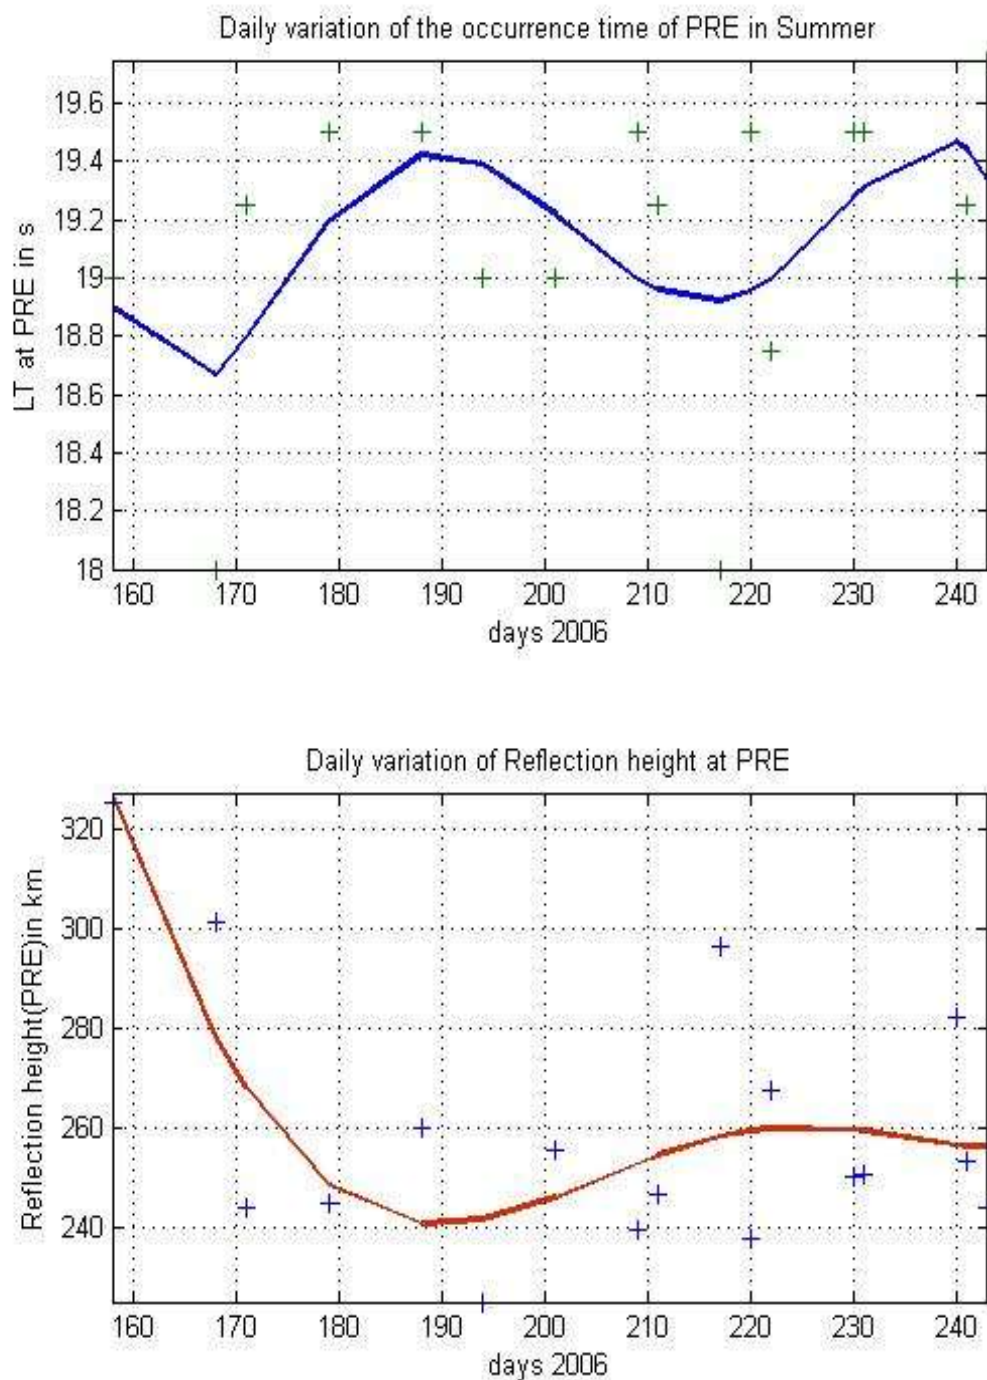 Daily variation of the occurrence time of PRE in Summer
LT at PRE in s
19.6
19.4
19.2
19
18.8
18.6
18.4
18.2
18
160 170 180 190 200 210 220 230 240
days 2006
Daily variation of Reflection height at PRE
Reflection height(PRE)in km
320
300
280
260
240
160 170 180 190 200 210 220 230 240
days 2006